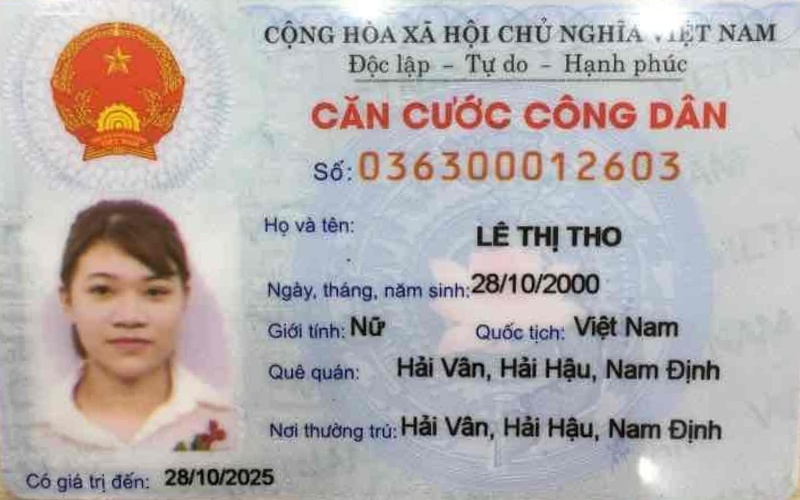 CỘNG HÒA XÃ HỘI CHỦ NGHĨA VIỆT NAM
Độc lập - Tự do - Hạnh phúc
CĂN CƯỚC CÔNG DÂN
Số: 036300012603
Họ và tên: LÊ THỊ THO
Ngày, tháng, năm sinh: 28/10/2000
Giới tính: Nữ Quốc tịch: Việt Nam
Quê quán: Hải Vân, Hải Hậu, Nam Định
Nơi thường trú: Hải Vân, Hải Hậu, Nam Định
Có giá trị đến: 28/10/2025